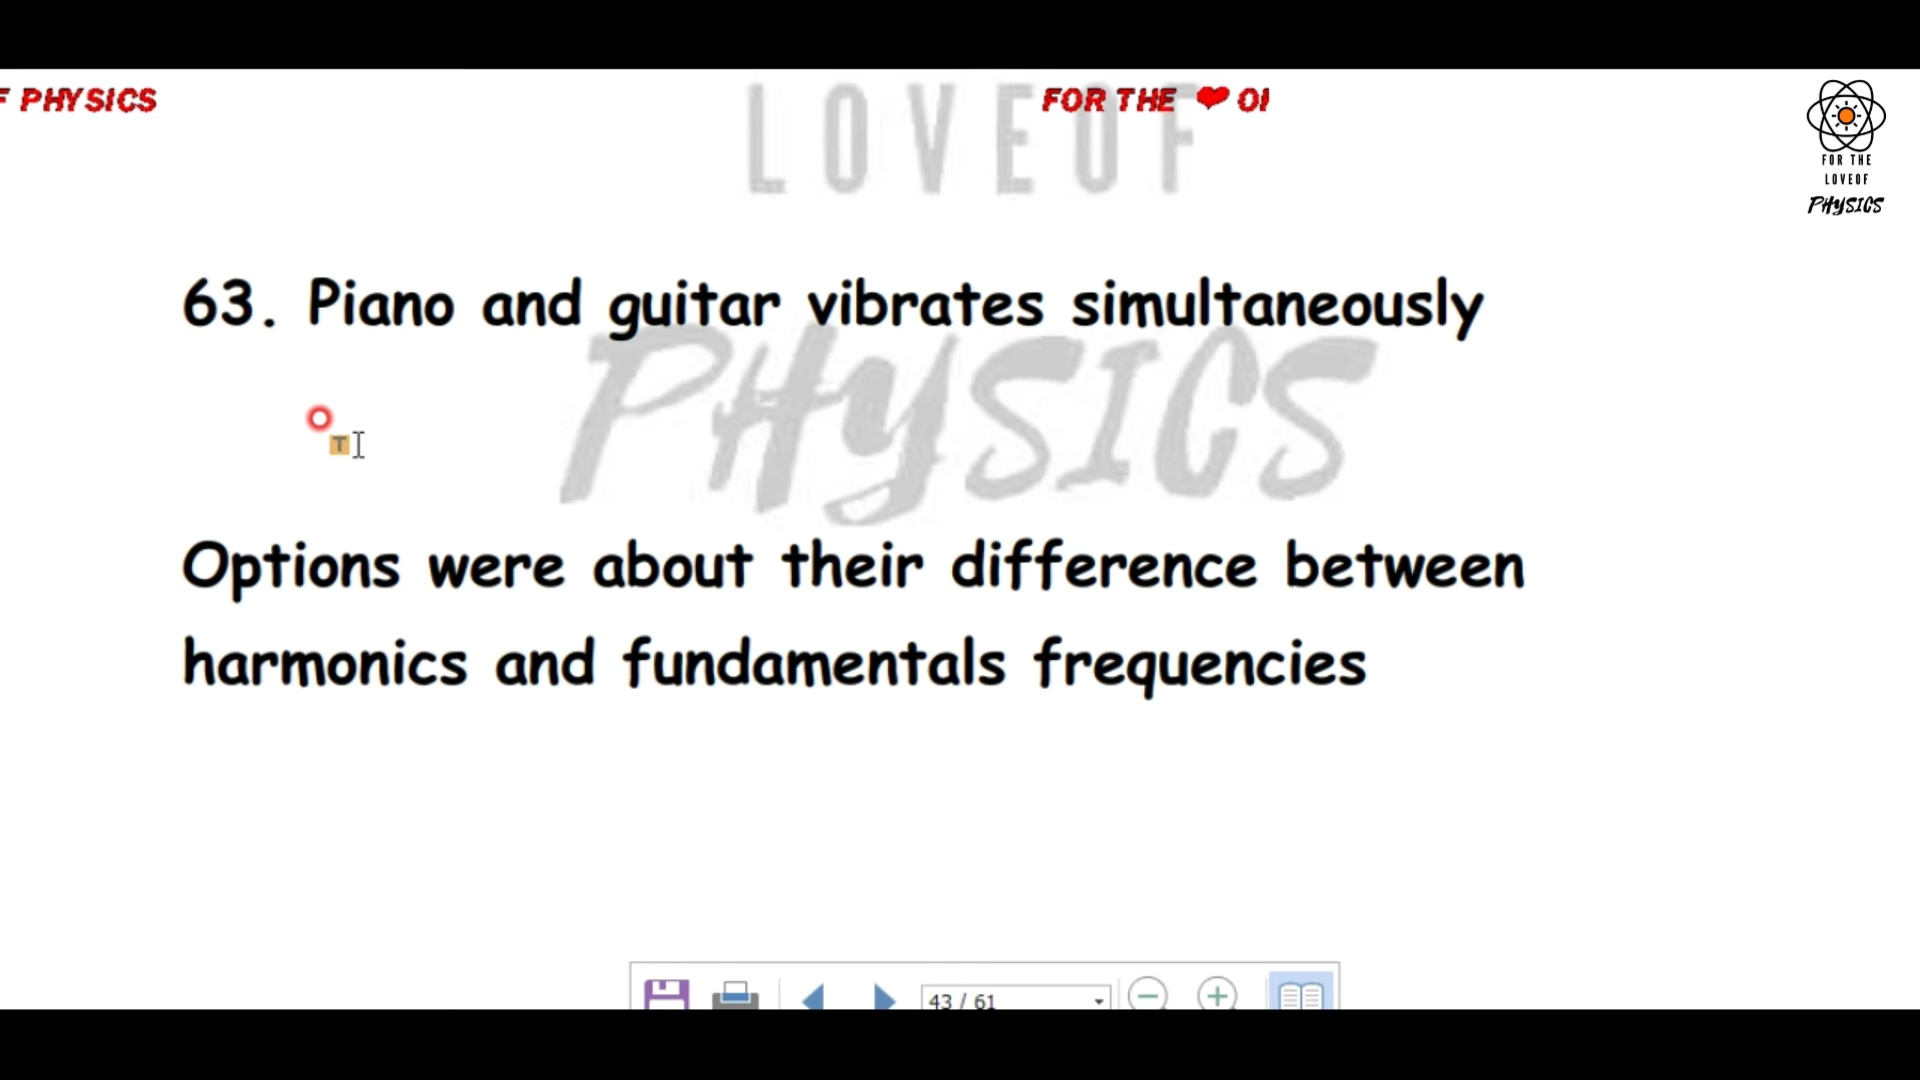 F PHYSICS
FOR THE ❤ OF
FOR THE
LOVEOF
PHYSICS
LOVEOF
63. Piano and guitar vibrates simultaneously
PHYSICS
T
Options were about their difference between
harmonics and fundamentals frequencies
43 / 61